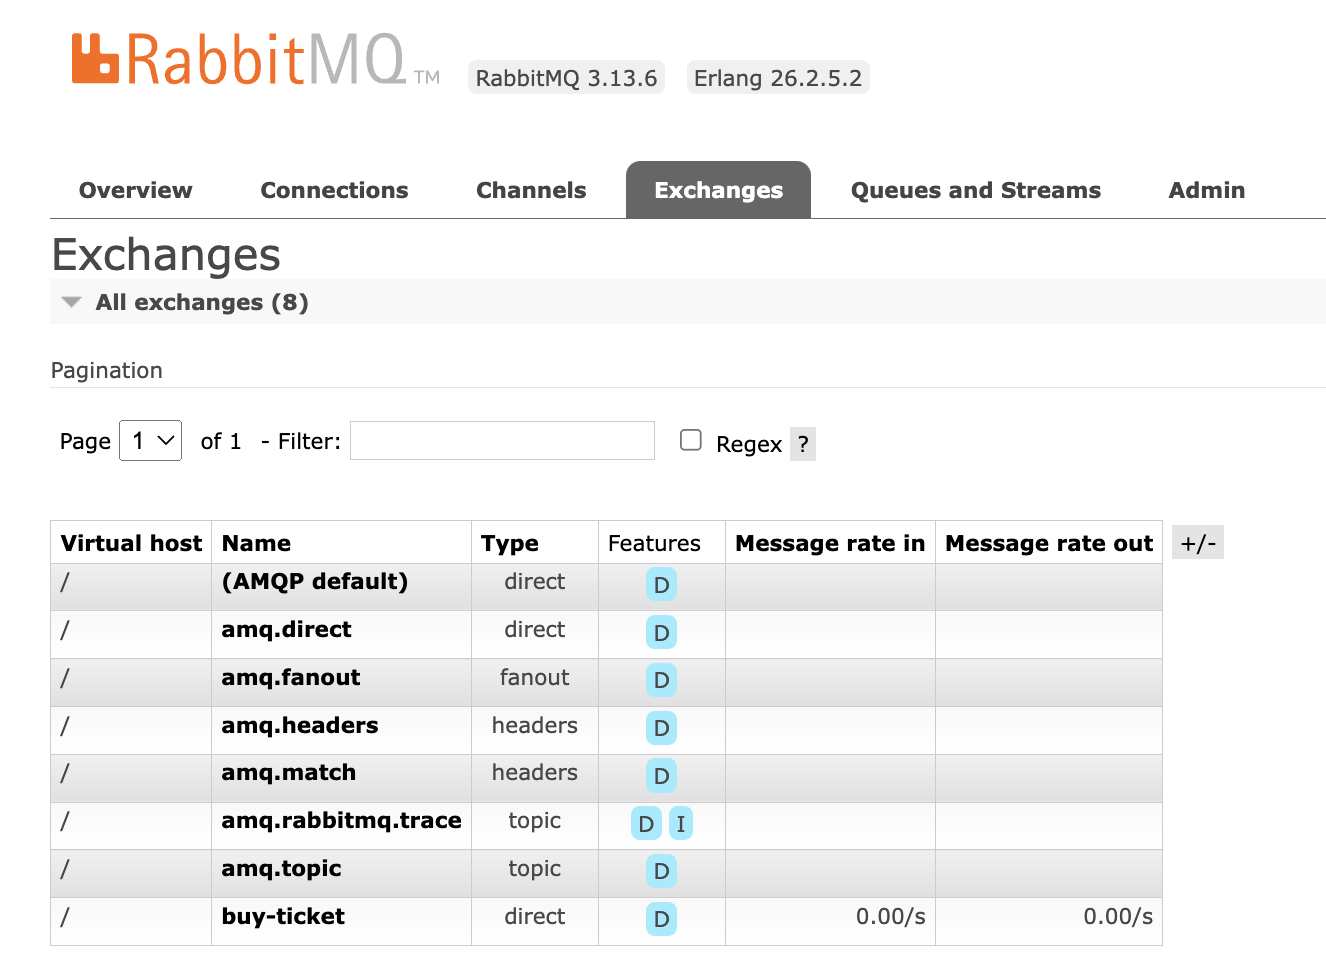 RabbitMQ TM RabbitMQ 3.13.6 Erlang 26.2.5.2
Overview Connections Channels Exchanges Queues and Streams Admin
Exchanges
All exchanges (8)
Pagination
Page 1 of 1 - Filter: Regex ?
Virtual host Name Type Features Message rate in Message rate out +/-
/ (AMQP default) direct D
/ amq.direct direct D
/ amq.fanout fanout D
/ amq.headers headers D
/ amq.match headers D
/ amq.rabbitmq.trace topic D I
/ amq.topic topic D
/ buy-ticket direct D 0.00/s 0.00/s